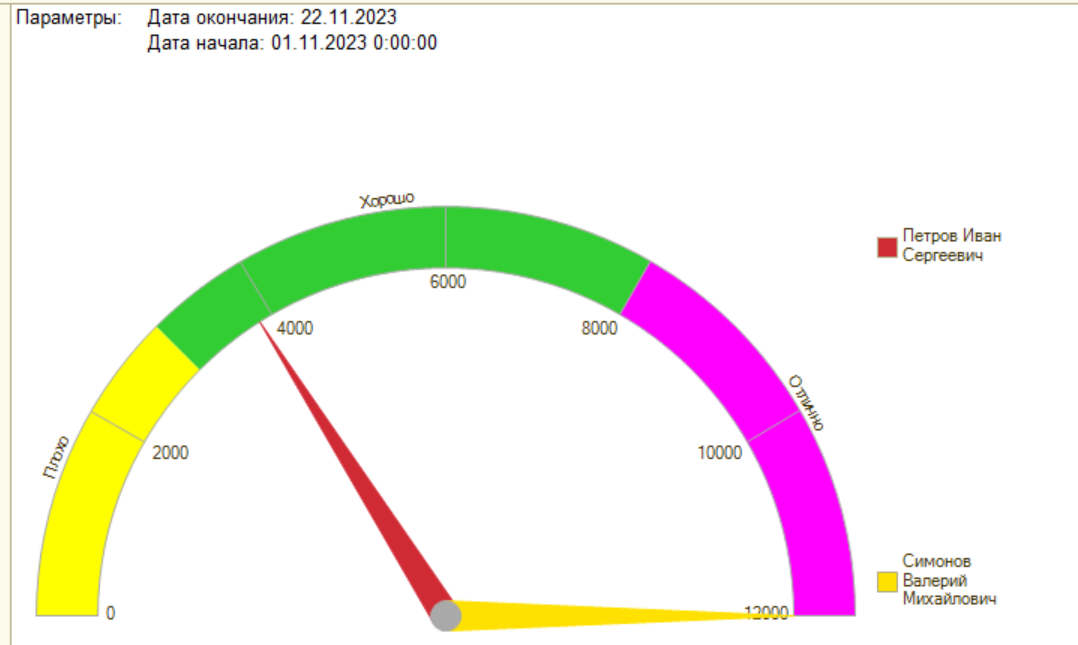 Параметры: Дата окончания: 22.11.2023
Дата начала: 01.11.2023 0:00:00
Хорошо
Петров Иван
Сергеевич
6000
4000
8000
Отлично
Плохо
2000
10000
Симонов
Валерий
Михайлович
0
12000